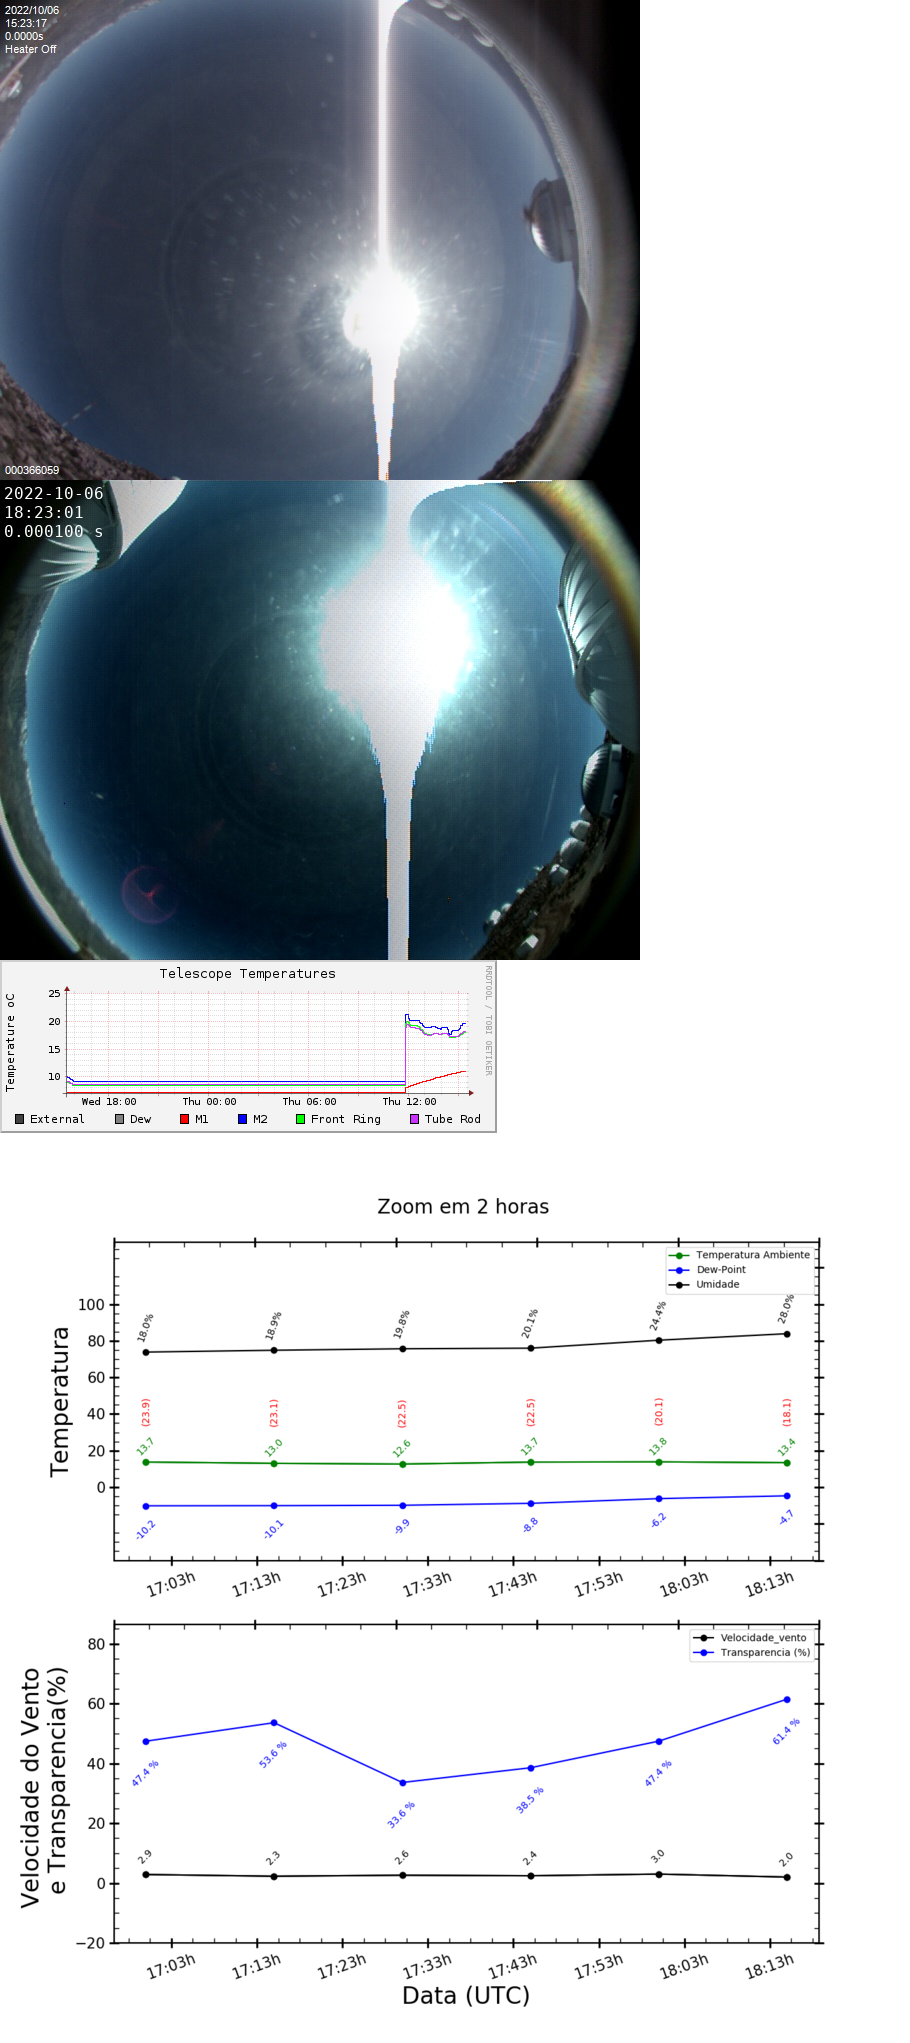 2022/10/06
15:23:17
0.0000s
Heater Off
000366059
2022-10-06
18:23:01
0.000100 s
Telescope Temperatures
RRDTOOL / TOBI OETIKER
Temperature oC
25
20
15
10
Wed 18:00 Thu 00:00 Thu 06:00 Thu 12:00
External Dew M1 M2 Front Ring Tube Rod
Zoom em 2 horas
Temperatura Ambiente
Dew-Point
Umidade
Temperatura
100
80
60
40
20
0
18.0% 18.9% 19.8% 20.1% 24.4% 28.0%
(23.9) (23.1) (22.5) (22.5) (20.1) (18.1)
13.7 13.0 12.6 13.7 13.8 13.4
-10.2 -10.1 -9.9 -8.8 -6.2 -4.7
17:03h 17:13h 17:23h 17:33h 17:43h 17:53h 18:03h 18:13h
Velocidade_vento
Transparencia (%)
Velocidade do Vento
e Transparencia(%)
80
60
40
20
0
−20
47.4 % 53.6 % 33.6 % 38.5 % 47.4 % 61.4 %
2.9 2.3 2.6 2.4 3.0 2.0
17:03h 17:13h 17:23h 17:33h 17:43h 17:53h 18:03h 18:13h
Data (UTC)